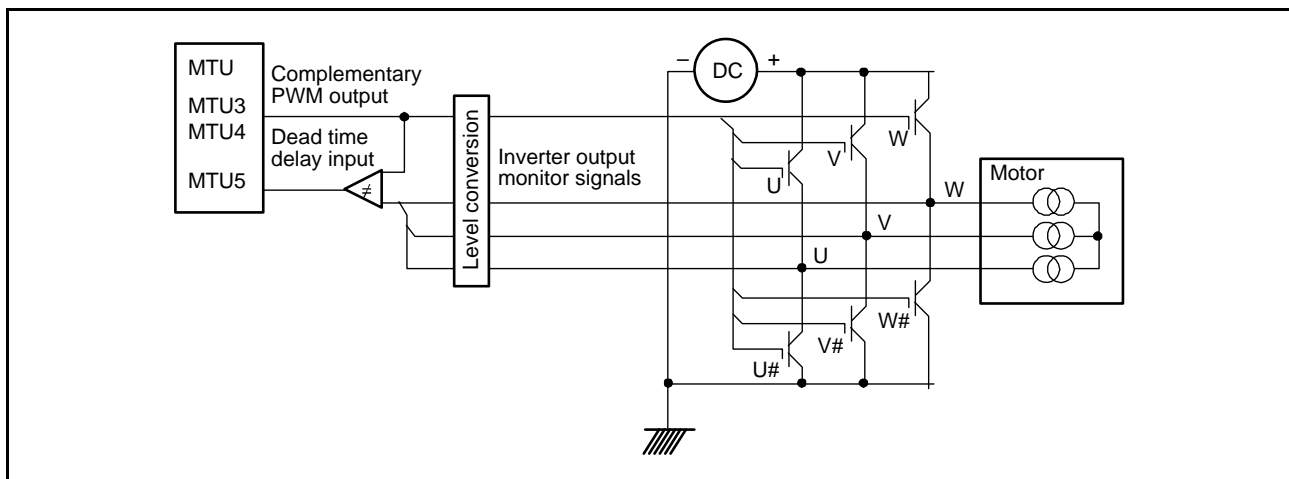 MTU
MTU3
MTU4
MTU5
Complementary
PWM output
Dead time
delay input
≠
Level conversion
Inverter output
monitor signals
–
DC
+
W
V
U
W
V
U
W#
V#
U#
Motor